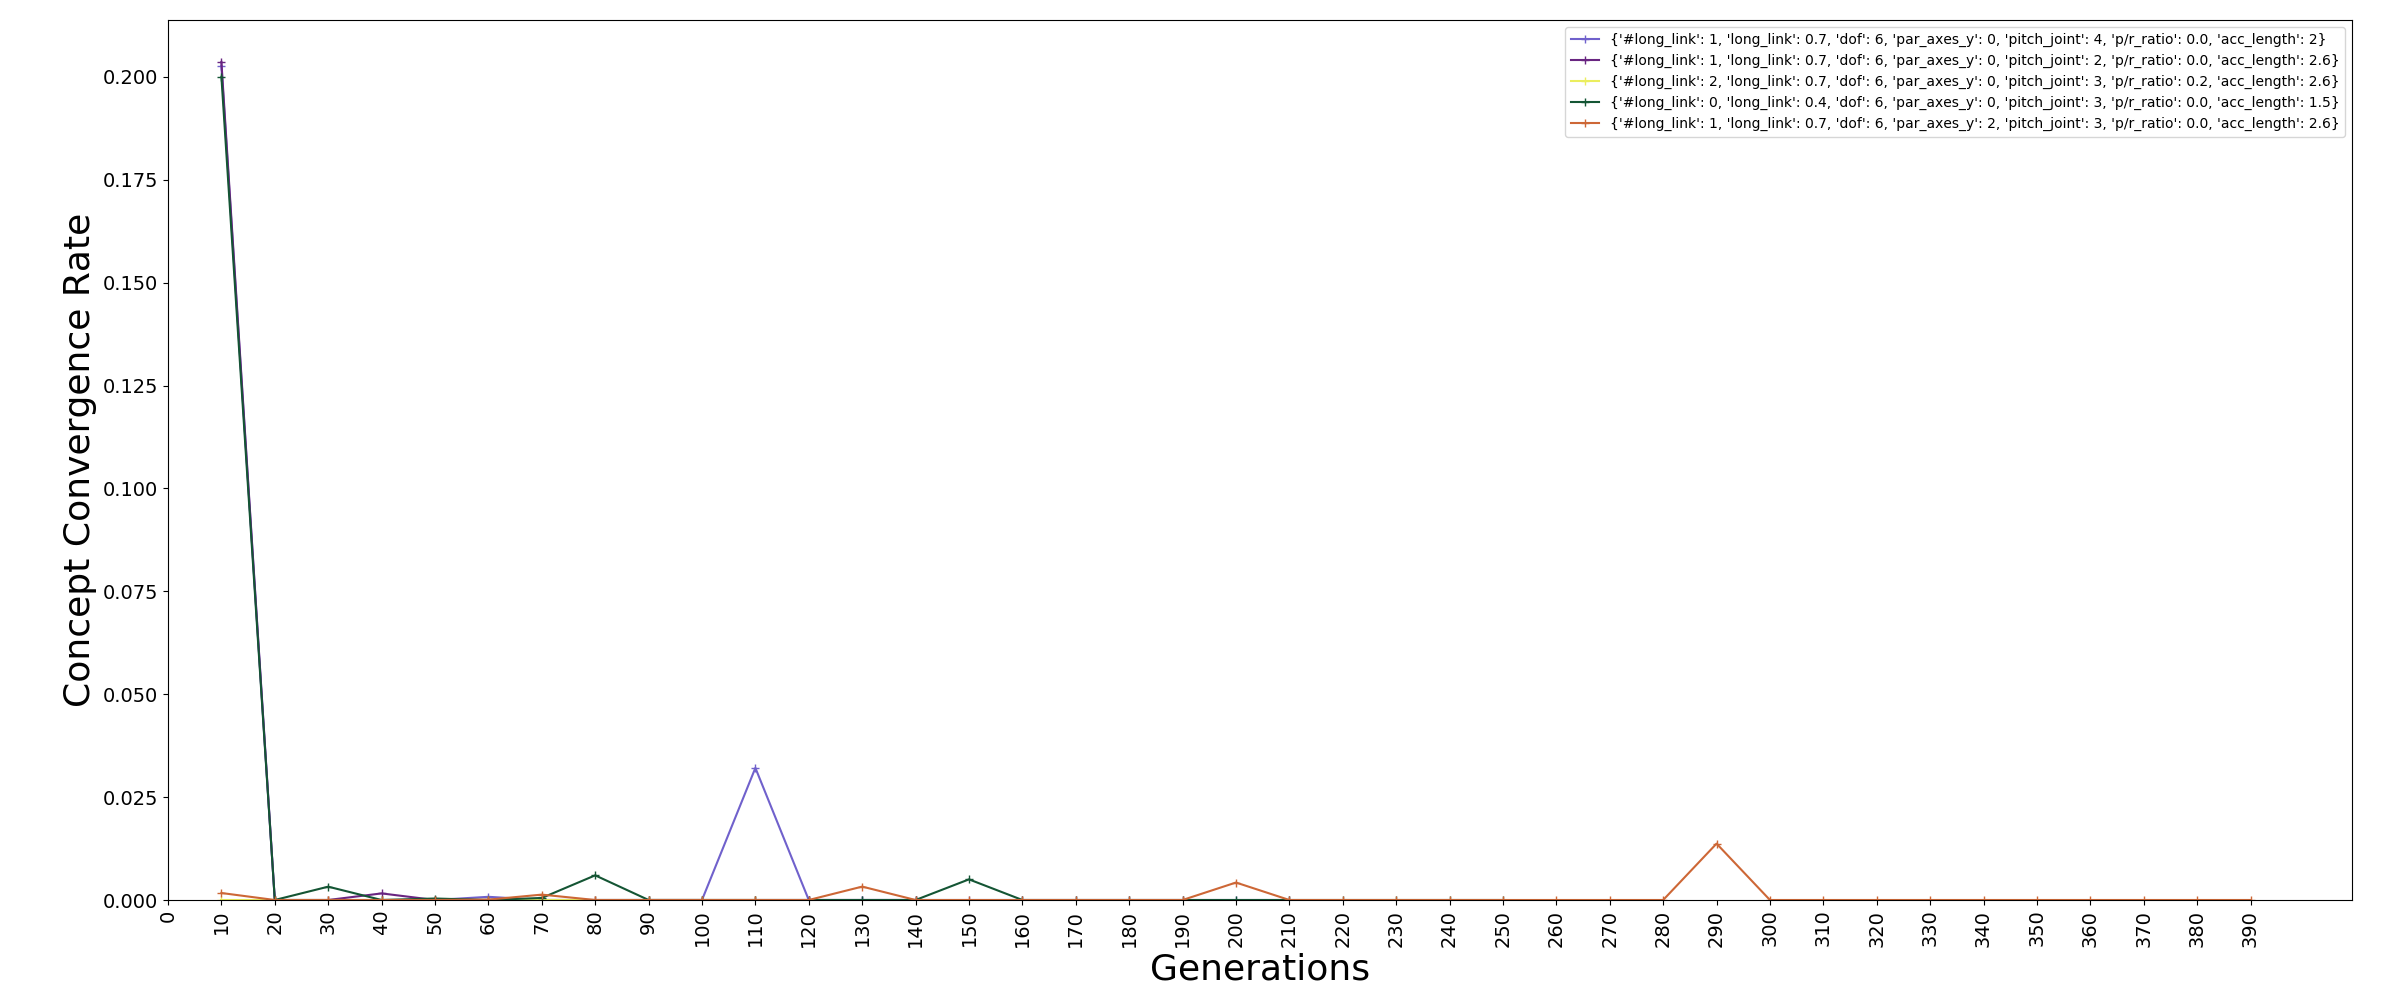 {'#long_link': 1, 'long_link': 0.7, 'dof': 6, 'par_axes_y': 0, 'pitch_joint': 4, 'p/r_ratio': 0.0, 'acc_length': 2}
{'#long_link': 1, 'long_link': 0.7, 'dof': 6, 'par_axes_y': 0, 'pitch_joint': 2, 'p/r_ratio': 0.0, 'acc_length': 2.6}
{'#long_link': 2, 'long_link': 0.7, 'dof': 6, 'par_axes_y': 0, 'pitch_joint': 3, 'p/r_ratio': 0.2, 'acc_length': 2.6}
{'#long_link': 0, 'long_link': 0.4, 'dof': 6, 'par_axes_y': 0, 'pitch_joint': 3, 'p/r_ratio': 0.0, 'acc_length': 1.5}
{'#long_link': 1, 'long_link': 0.7, 'dof': 6, 'par_axes_y': 2, 'pitch_joint': 3, 'p/r_ratio': 0.0, 'acc_length': 2.6}
Concept Convergence Rate
0.200
0.175
0.150
0.125
0.100
0.075
0.050
0.025
0.000
0 10 20 30 40 50 60 70 80 90 100 110 120 130 140 150 160 170 180 190 200 210 220 230 240 250 260 270 280 290 300 310 320 330 340 350 360 370 380 390
Generations